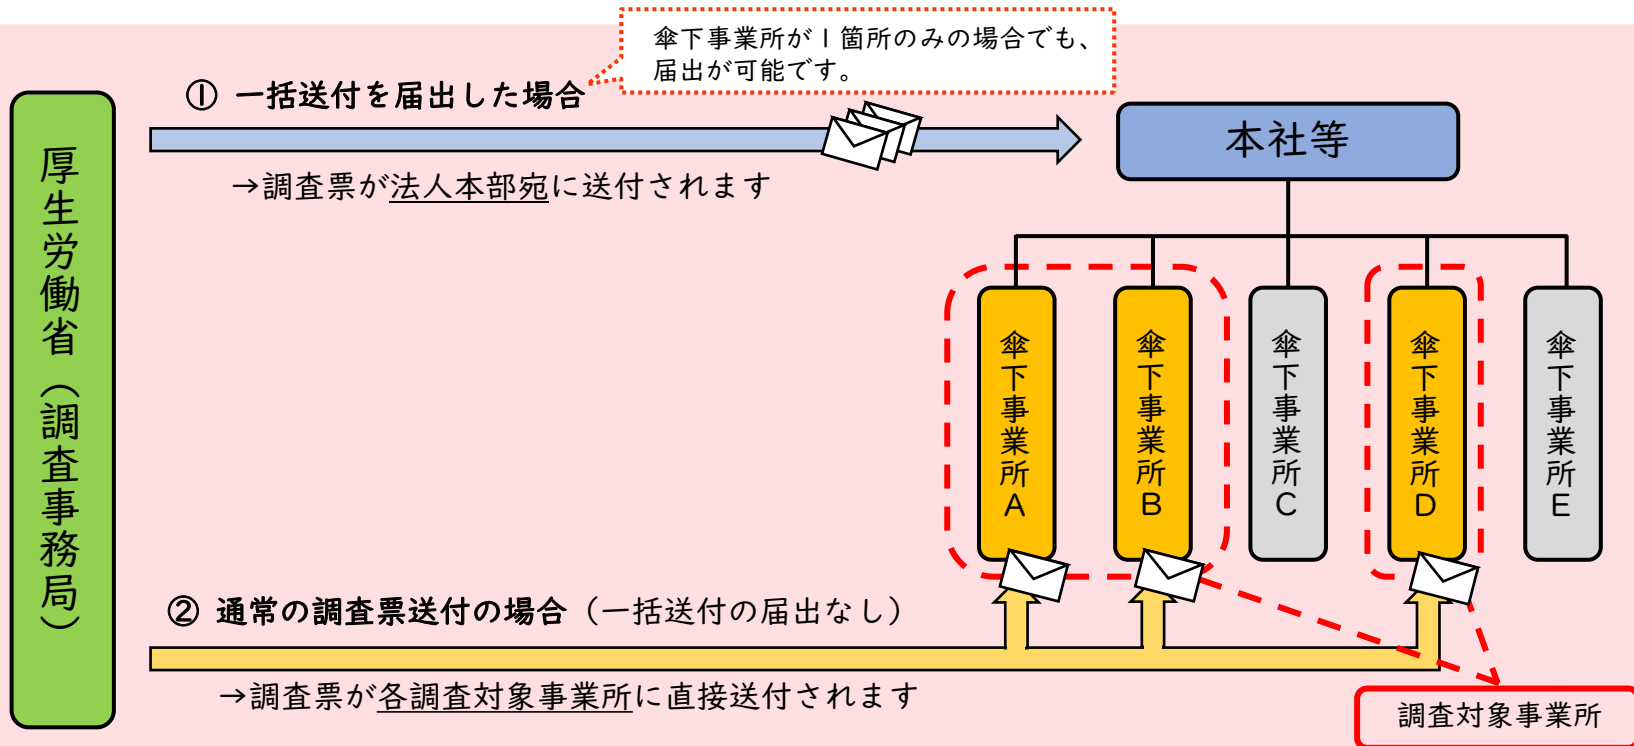 傘下事業所が1箇所のみの場合でも、
届出が可能です。
① 一括送付を届出した場合
→調査票が法人本部宛に送付されます
厚生労働省（調査事務局）
本社等
傘下事業所A
傘下事業所B
傘下事業所C
傘下事業所D
傘下事業所E
② 通常の調査票送付の場合（一括送付の届出なし）
→調査票が各調査対象事業所に直接送付されます
調査対象事業所